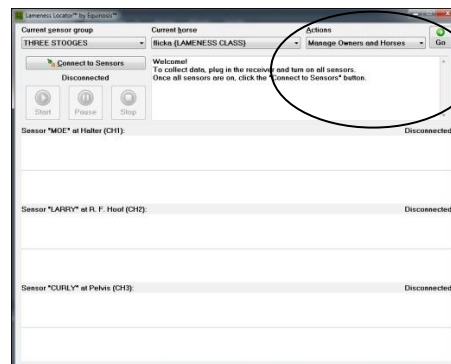 Lameness Locator™ by Equinosis™
Current sensor group
Current horse
Actions
THREE STOOGES
flicka {LAMENESS CLASS}
Manage Owners and Horses
Go
Connect to Sensors
Disconnected
Start
Pause
Stop
Welcome!
To collect data, plug in the receiver and turn on all sensors.
Once all sensors are on, click the "Connect to Sensors" button.
Sensor "MOE" at Halter (CH1):
Disconnected
Sensor "LARRY" at R. F. Hoof (CH2):
Disconnected
Sensor "CURLY" at Pelvis (CH3):
Disconnected